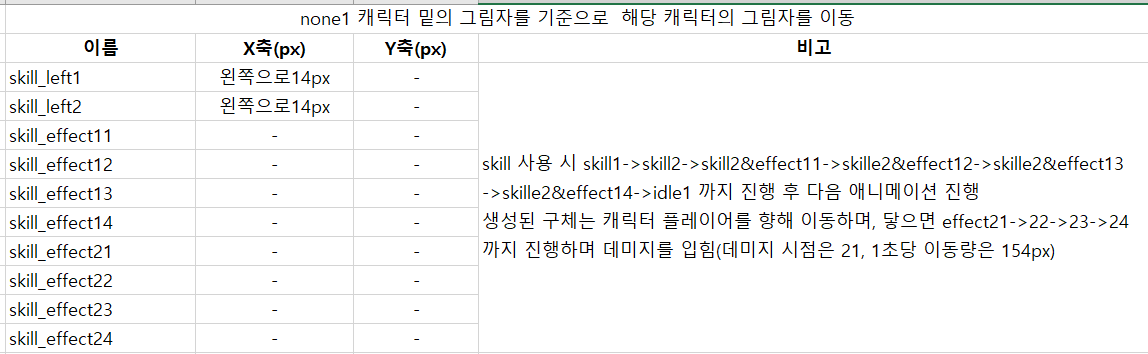 none1 캐릭터 밑의 그림자를 기준으로 해당 캐릭터의 그림자를 이동
이름 X축(px) Y축(px) 비고
skill_left1 왼쪽으로14px -
skill_left2 왼쪽으로14px -
skill_effect11 - -
skill_effect12 - -
skill_effect13 - -
skill_effect14 - -
skill_effect21 - -
skill_effect22 - -
skill_effect23 - -
skill_effect24 - -
skill 사용 시 skill1->skill2->skill2&effect11->skille2&effect12->skille2&effect13
->skille2&effect14->idle1 까지 진행 후 다음 애니메이션 진행
생성된 구체는 캐릭터 플레이어를 향해 이동하며, 닿으면 effect21->22->23->24
까지 진행하며 데미지를 입힘(데미지 시점은 21, 1초당 이동량은 154px)